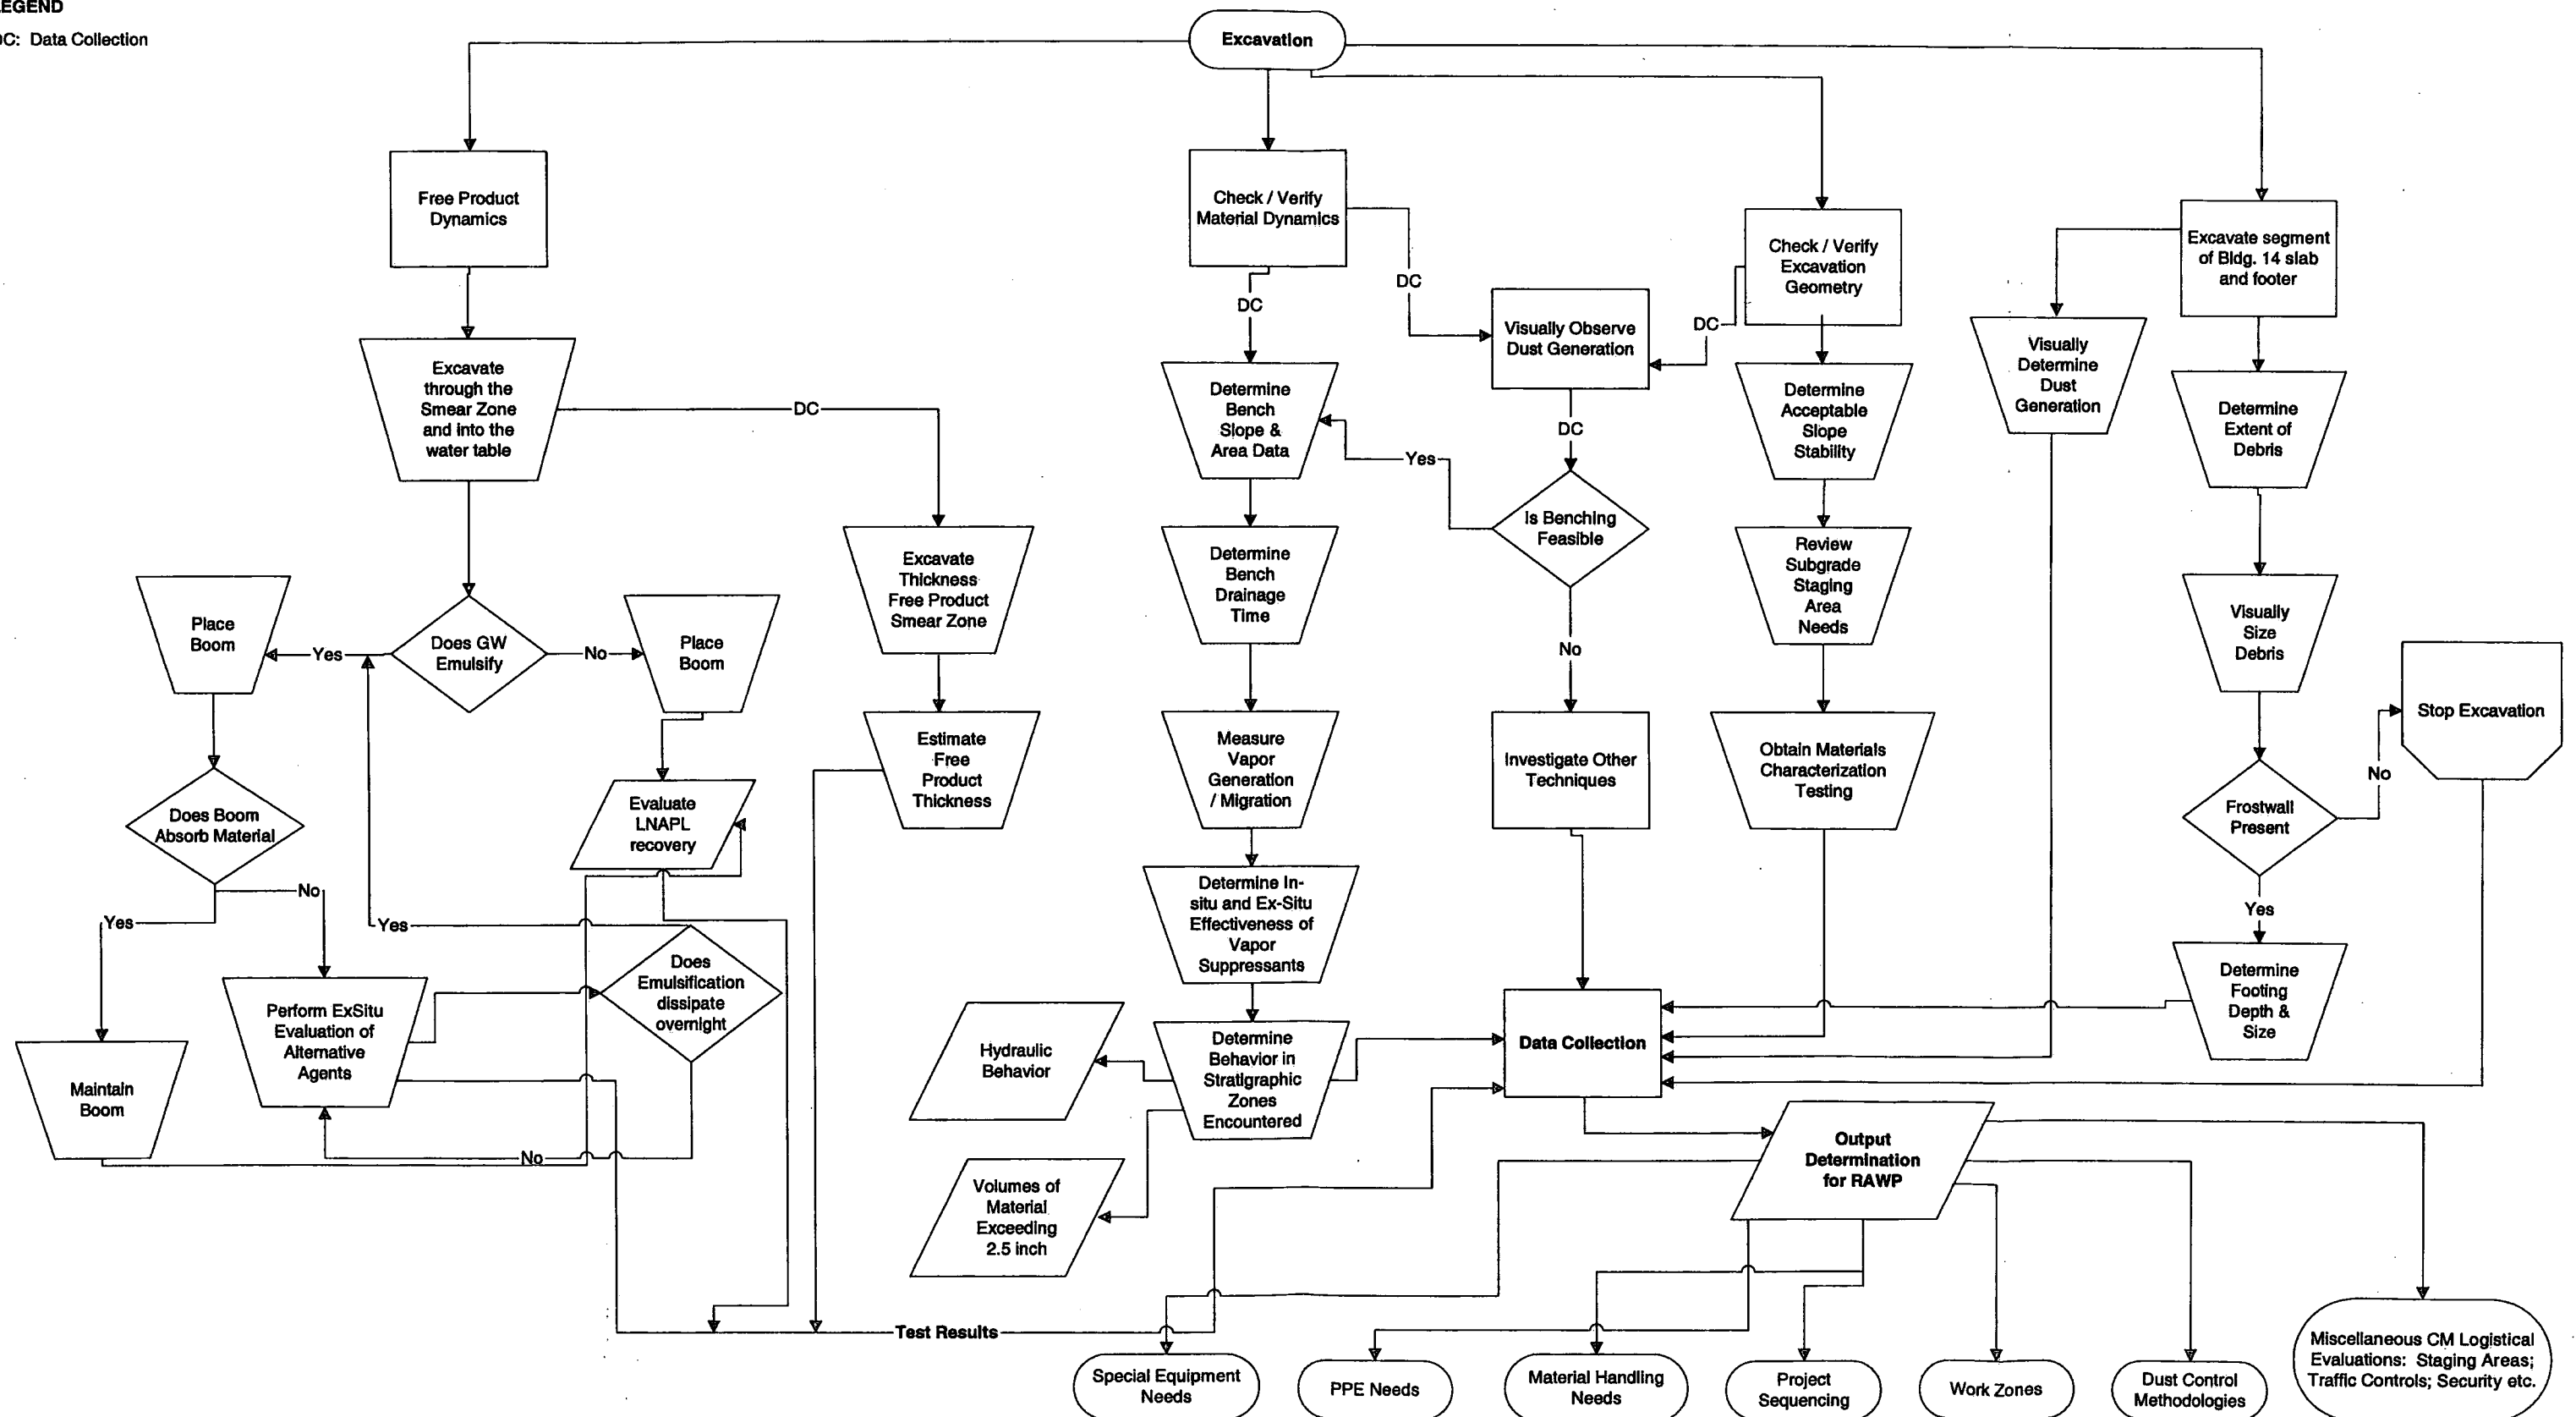 LEGEND
DC: Data Collection
Excavation
Free Product
Dynamics
Check / Verify
Material Dynamics
Check / Verify
Excavation
Geometry
Excavate segment
of Bldg. 14 slab
and footer
DC
DC
DC
Visually Observe
Dust Generation
Visually
Determine
Dust
Generation
Excavate
through the
Smear Zone
and into the
water table
DC
Determine
Bench
Slope &
Area Data
DC
Yes
Determine
Acceptable
Slope
Stability
Determine
Extent of
Debris
Is Benching
Feasible
Excavate
Thickness
Free Product
Smear Zone
Determine
Bench
Drainage
Time
Review
Subgrade
Staging
Area
Needs
Visually
Size
Debris
Place
Boom
Yes
Does GW
Emulsify
No
Place
Boom
No
Stop Excavation
Estimate
Free
Product
Thickness
Measure
Vapor
Generation
/ Migration
Investigate Other
Techniques
Obtain Materials
Characterization
Testing
No
Frostwall
Present
Does Boom
Absorb Material
Evaluate
LNAPL
recovery
No
Yes
Yes
Determine In-
situ and Ex-Situ
Effectiveness of
Vapor
Suppressants
Yes
Does
Emulsification
dissipate
overnight
Perform ExSitu
Evaluation of
Alternative
Agents
Determine
Footing
Depth &
Size
Hydraulic
Behavior
Determine
Behavior in
Stratigraphic
Zones
Encountered
Data Collection
Maintain
Boom
No
Volumes of
Material
Exceeding
2.5 inch
Output
Determination
for RAWP
Test Results
Special Equipment
Needs
PPE Needs
Material Handling
Needs
Project
Sequencing
Work Zones
Dust Control
Methodologies
Miscellaneous CM Logistical
Evaluations: Staging Areas;
Traffic Controls; Security etc.